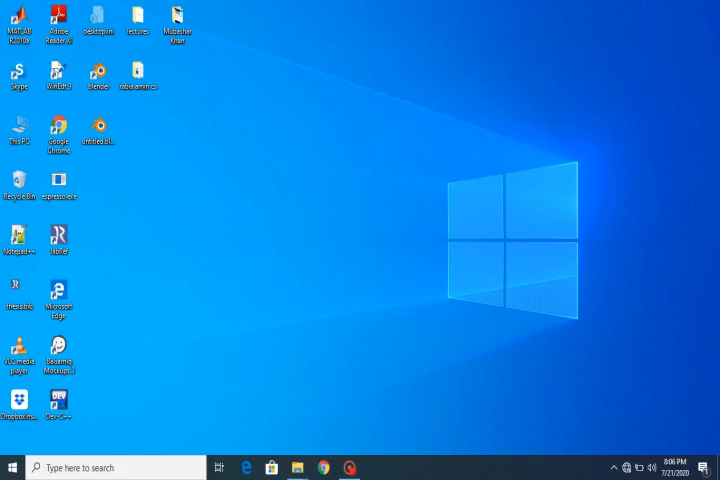 MATLAB
R2010a
Adobe
Reader XI
desktop.ini
lectures
Mubashar
Khan
Skype
WinEdt 9
blender
rabia amin cs
This PC
Google
Chrome
untitled.bl...
Recycle Bin
espresso.exe
Notepad++
JabRef
thesis.bib
Microsoft
Edge
VLC media
player
Balsamiq
Mockups 3
Dropbox.ins...
DEV
Dev-C++
Type here to search
8:06 PM
7/21/2020